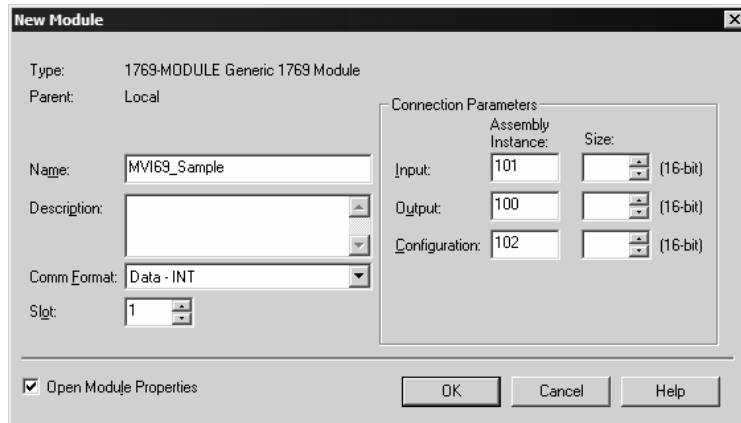 New Module
Type: 1769-MODULE Generic 1769 Module
Parent: Local
Connection Parameters
Assembly
Instance: Size:
Name: MVI69_Sample
Input: 101 (16-bit)
Description:
Output: 100 (16-bit)
Configuration: 102 (16-bit)
Comm Format: Data - INT
Slot: 1
Open Module Properties
OK Cancel Help